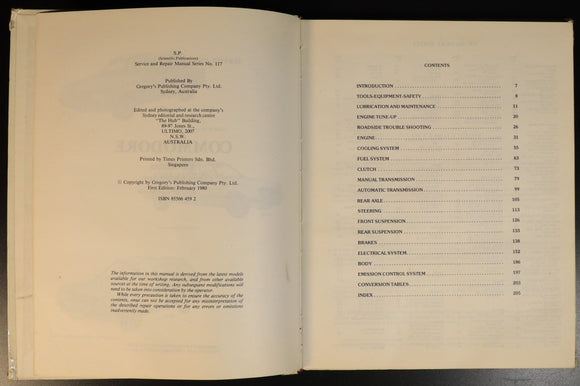 S.P
(Scientific Publications)
Service and Repair Manual Series No. 117
Published By
Gregory's Publishing Company Pty. Ltd.
Sydney, Australia
Edited and photographed at the company's
Sydney editorial and research centre
"The Hub" Building,
89-97 Jones St.,
ULTIMO, 2007
N.S.W.
AUSTRALIA
Printed by Times Printers Sdn. Bhd.
Singapore
© Copyright by Gregory's Publishing Company Pty. Ltd.
First Edition: February 1980
ISBN 85566 459 2
The information in this manual is derived from the latest models
available for our workshop research, and from other available
sources at the time of writing. Any subsequent modifications will
need to be taken into consideration by the operator.
While every precaution is taken to ensure the accuracy of the
contents, onus can not be accepted for any misinterpretation of
the described repair operations or for any errors or omissions
inadvertently made.
CONTENTS
INTRODUCTION 7
TOOLS-EQUIPMENT-SAFETY 8
LUBRICATION AND MAINTENANCE 11
ENGINE TUNE-UP 20
ROADSIDE TROUBLE SHOOTING 26
ENGINE 31
COOLING SYSTEM 55
FUEL SYSTEM 63
CLUTCH 73
MANUAL TRANSMISSION 79
AUTOMATIC TRANSMISSION 99
REAR AXLE 105
STEERING 113
FRONT SUSPENSION 126
REAR SUSPENSION 135
BRAKES 138
ELECTRICAL SYSTEM 152
BODY 186
EMISSION CONTROL SYSTEM 197
CONVERSION TABLES 203
INDEX 205